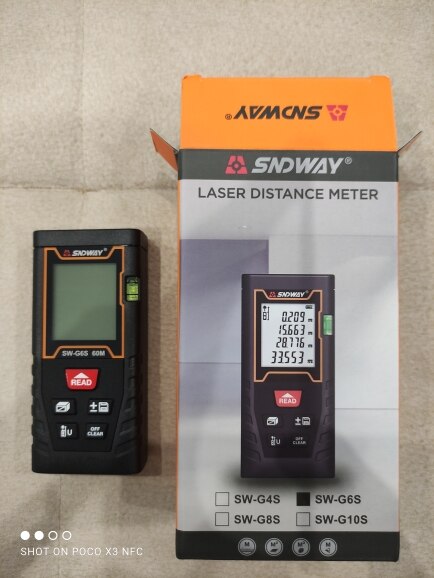 SNDWAY®
SNDWAY®
LASER DISTANCE METER
SNDWAY®
SW-G6S 60M
READ
U
OFF
CLEAR
SNDWAY
0.209 m
15.663 m
28.776 m
33.553 m
READ
U
OFF
CLEAR
SW-G4S
SW-G6S
SW-G8S
SW-G10S
SHOT ON POCO X3 NFC